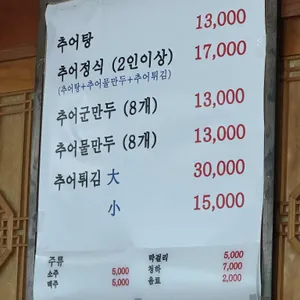 추어탕 13,000
추어정식 (2인이상) 17,000
(추어탕+추어물만두+추어튀김)
추어군만두 (8개) 13,000
추어물만두 (8개) 13,000
추어튀김 大 30,000
小 15,000
주류
막걸리 5,000
소주 5,000 청하 7,000
맥주 5,000 음료 2,000